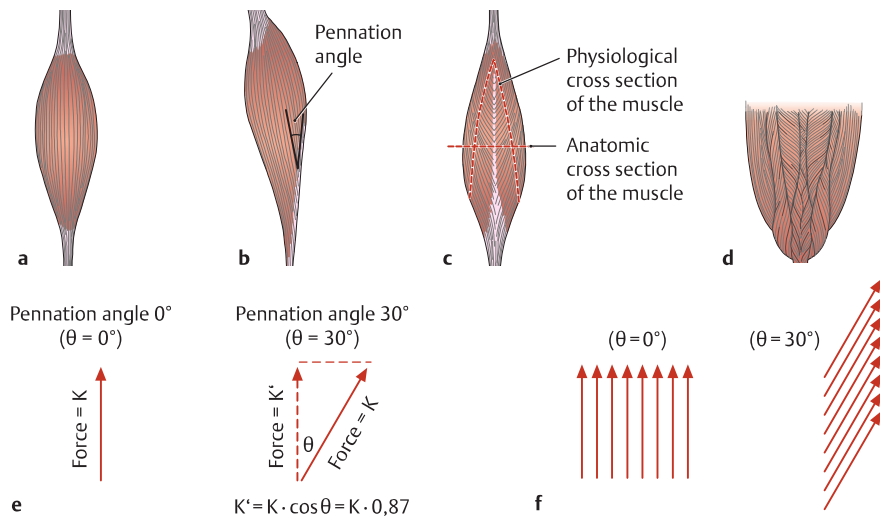 Pennation
angle
Physiological
cross section
of the muscle
Anatomic
cross section
of the muscle
a
b
c
d
Pennation angle 0°
(θ = 0°)
Force = K
Pennation angle 30°
(θ = 30°)
Force = K‘
θ
Force = K
K‘ = K · cos θ = K · 0,87
e
(θ = 0°)
(θ = 30°)
f